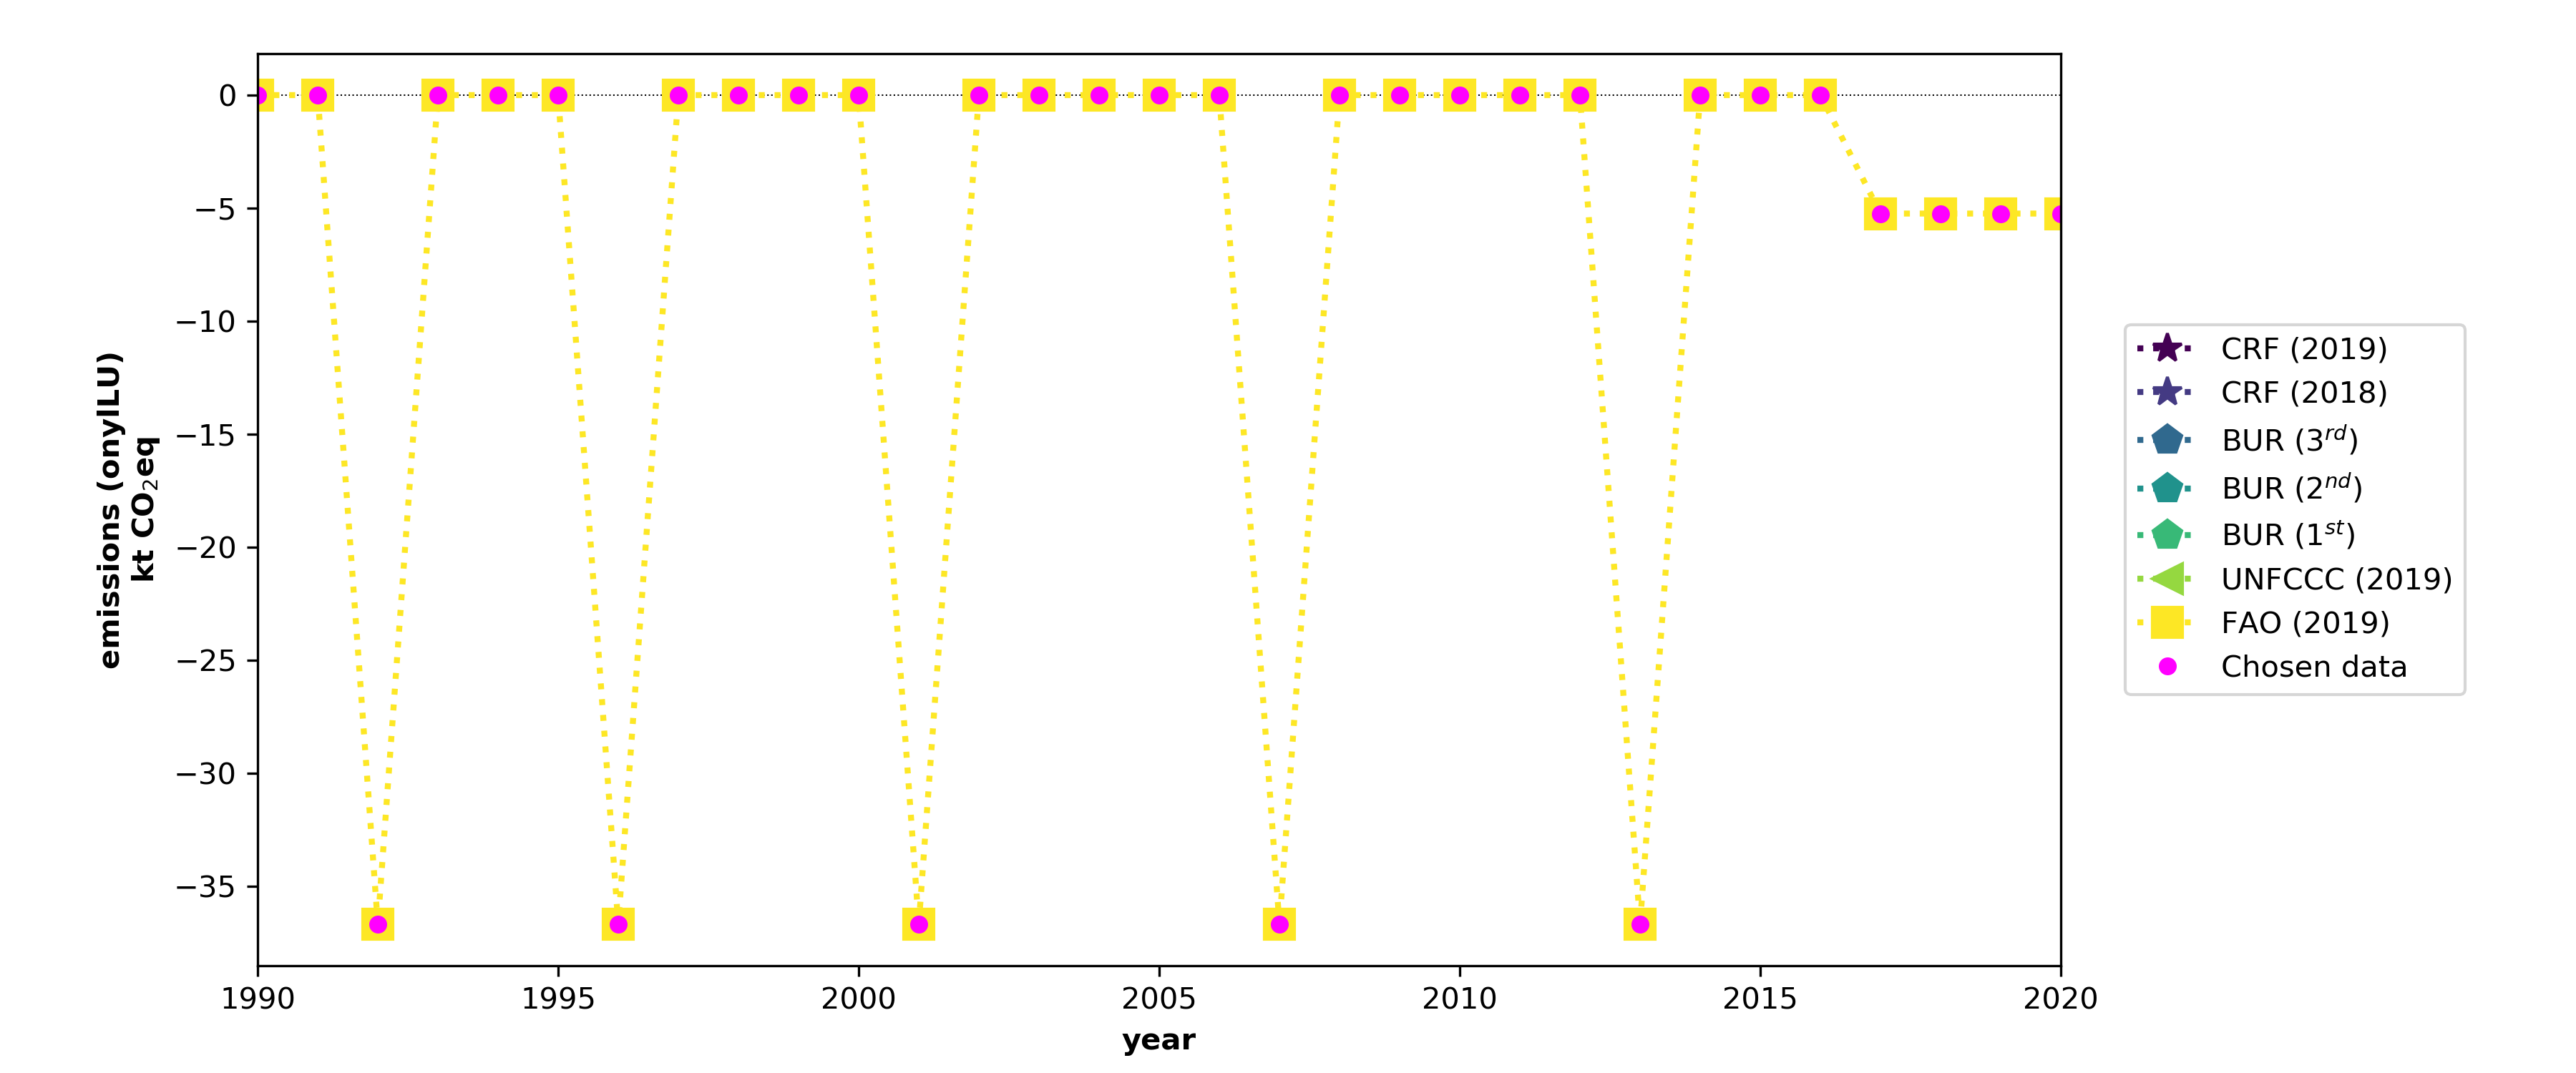 0
−5
−10
−15
−20
−25
−30
−35
emissions (onylLU)
kt CO₂eq
1990 1995 2000 2005 2010 2015 2020
year
CRF (2019)
CRF (2018)
BUR (3ʳᵈ)
BUR (2ⁿᵈ)
BUR (1ˢᵗ)
UNFCCC (2019)
FAO (2019)
Chosen data